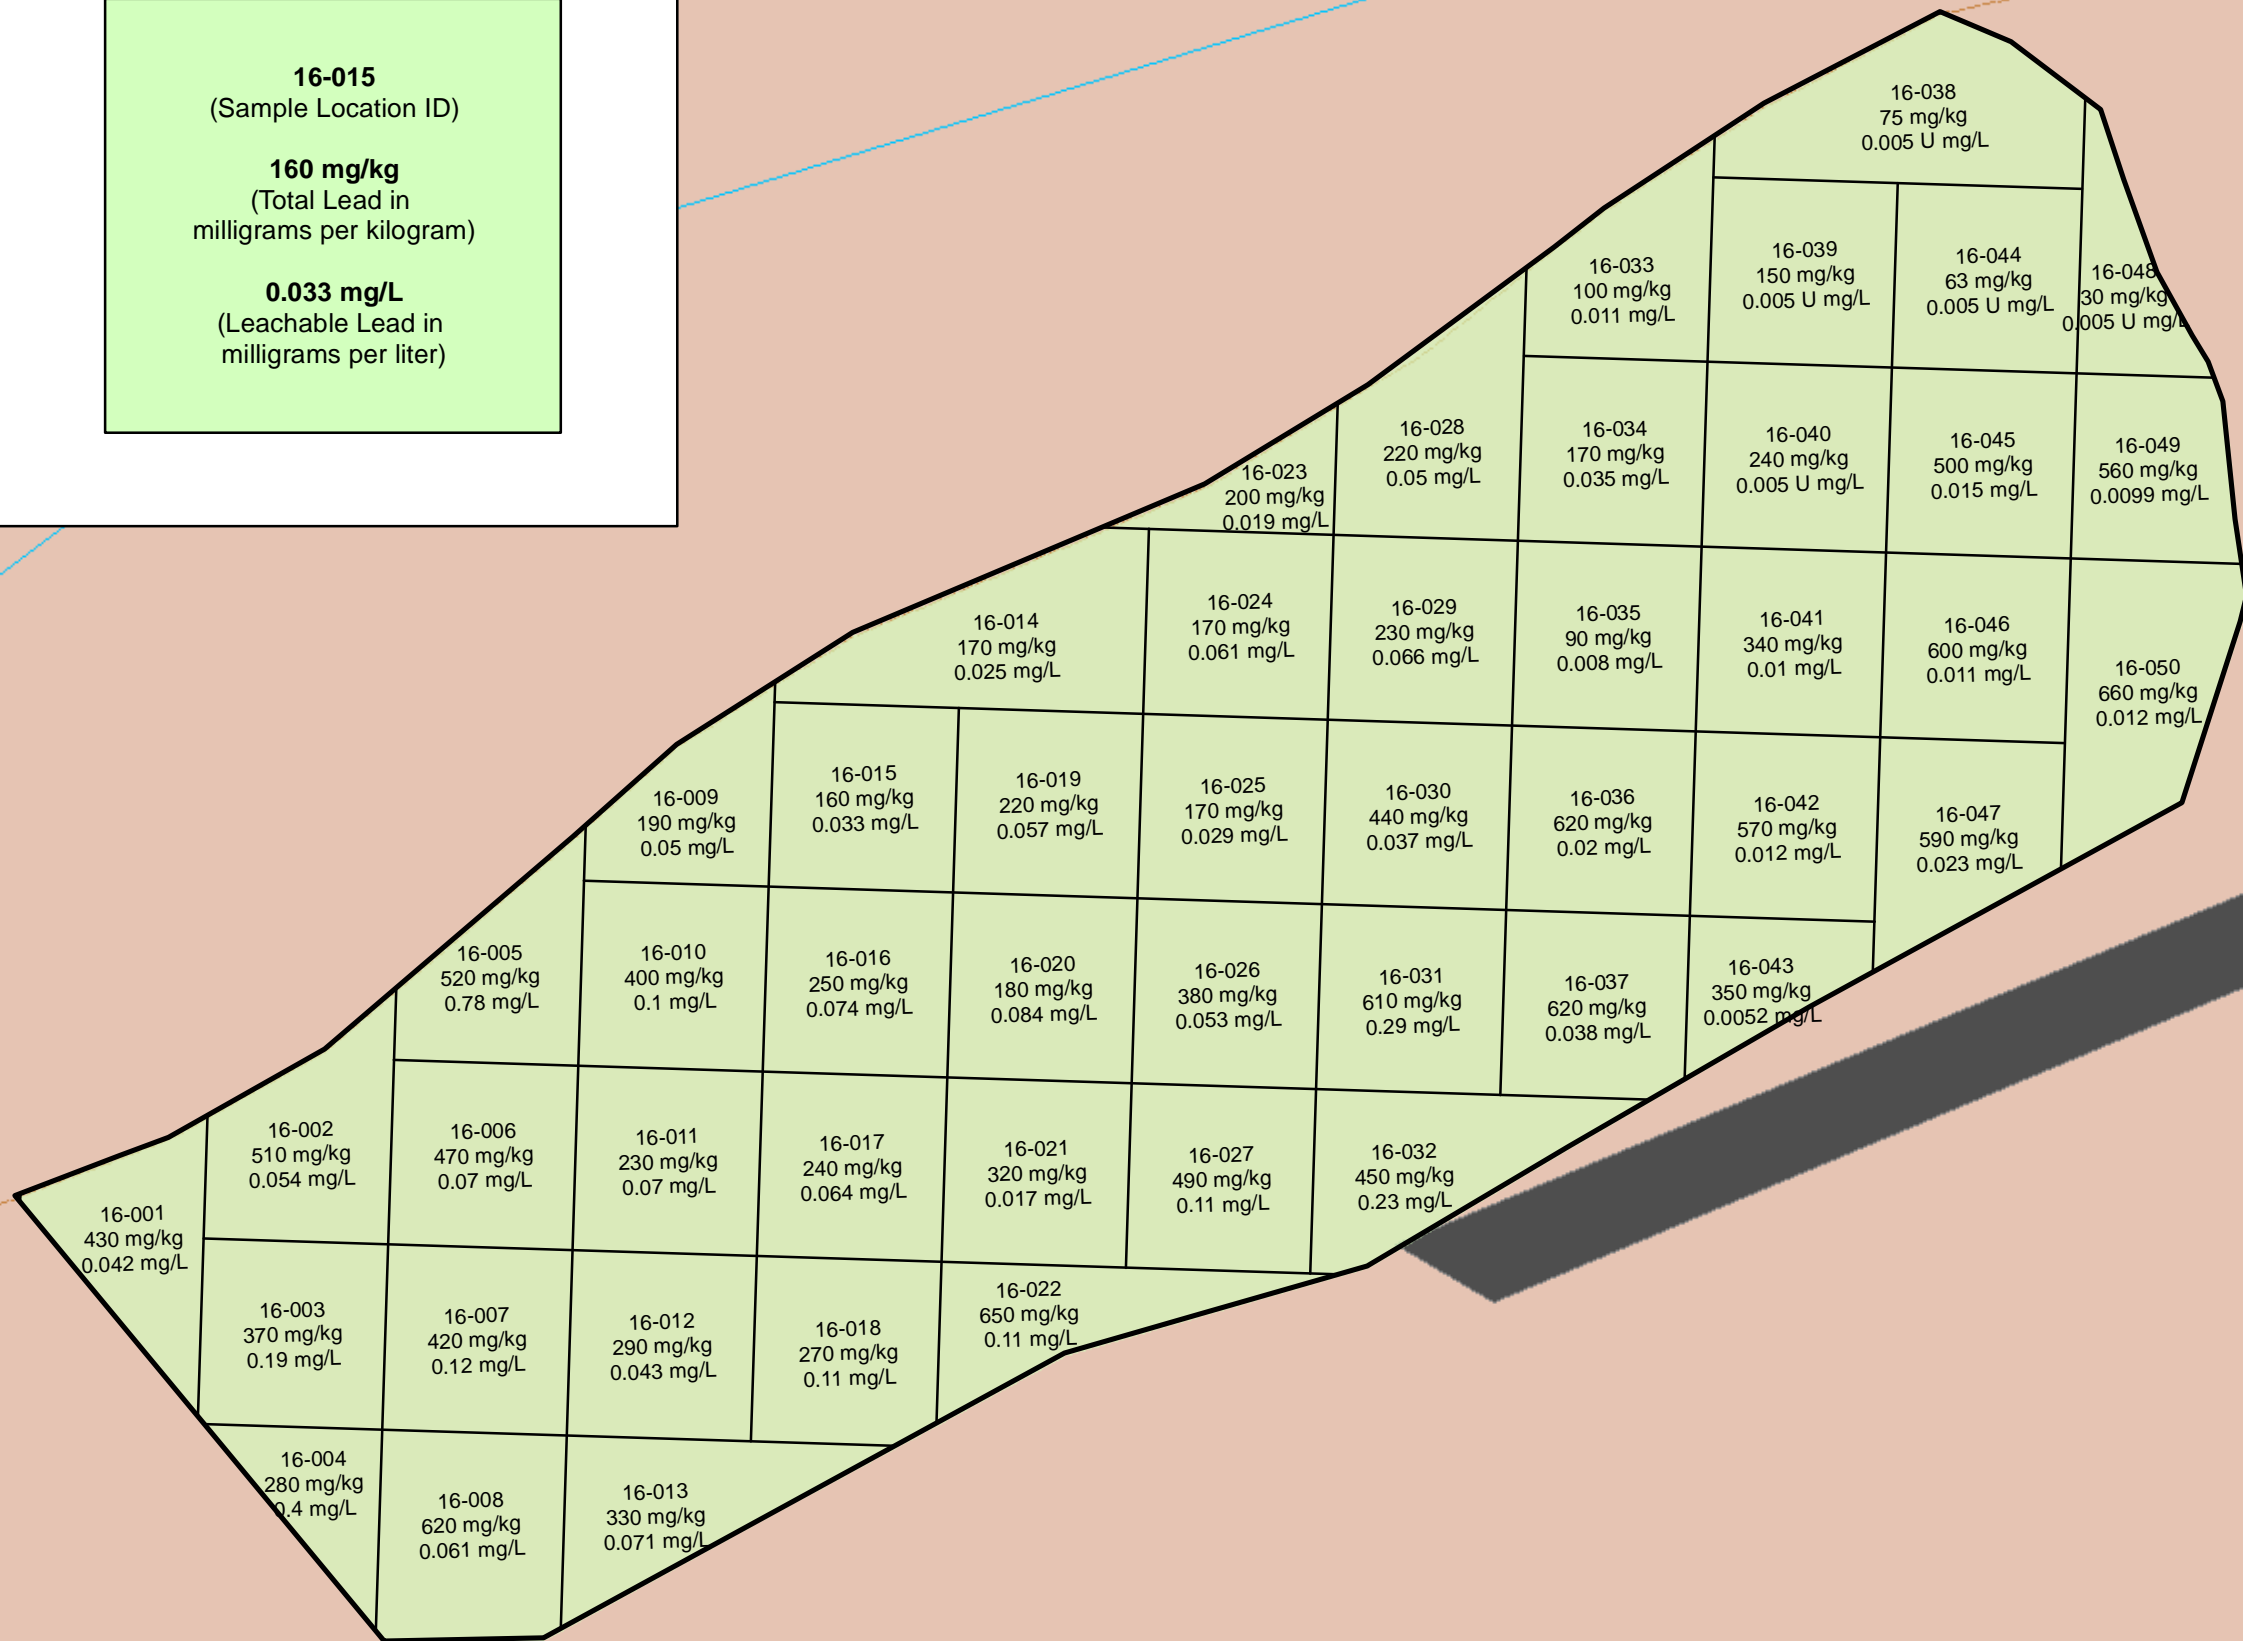 16-015
(Sample Location ID)
160 mg/kg
(Total Lead in
milligrams per kilogram)
0.033 mg/L
(Leachable Lead in
milligrams per liter)
16-038
75 mg/kg
0.005 U mg/L
16-033
100 mg/kg
0.011 mg/L
16-039
150 mg/kg
0.005 U mg/L
16-044
63 mg/kg
0.005 U mg/L
16-048
30 mg/kg
0.005 U mg/L
16-023
200 mg/kg
0.019 mg/L
16-028
220 mg/kg
0.05 mg/L
16-034
170 mg/kg
0.035 mg/L
16-040
240 mg/kg
0.005 U mg/L
16-045
500 mg/kg
0.015 mg/L
16-049
560 mg/kg
0.0099 mg/L
16-014
170 mg/kg
0.025 mg/L
16-024
170 mg/kg
0.061 mg/L
16-029
230 mg/kg
0.066 mg/L
16-035
90 mg/kg
0.008 mg/L
16-041
340 mg/kg
0.01 mg/L
16-046
600 mg/kg
0.011 mg/L
16-050
660 mg/kg
0.012 mg/L
16-009
190 mg/kg
0.05 mg/L
16-015
160 mg/kg
0.033 mg/L
16-019
220 mg/kg
0.057 mg/L
16-025
170 mg/kg
0.029 mg/L
16-030
440 mg/kg
0.037 mg/L
16-036
620 mg/kg
0.02 mg/L
16-042
570 mg/kg
0.012 mg/L
16-047
590 mg/kg
0.023 mg/L
16-005
520 mg/kg
0.78 mg/L
16-010
400 mg/kg
0.1 mg/L
16-016
250 mg/kg
0.074 mg/L
16-020
180 mg/kg
0.084 mg/L
16-026
380 mg/kg
0.053 mg/L
16-031
610 mg/kg
0.29 mg/L
16-037
620 mg/kg
0.038 mg/L
16-043
350 mg/kg
0.0052 mg/L
16-001
430 mg/kg
0.042 mg/L
16-002
510 mg/kg
0.054 mg/L
16-006
470 mg/kg
0.07 mg/L
16-011
230 mg/kg
0.07 mg/L
16-017
240 mg/kg
0.064 mg/L
16-021
320 mg/kg
0.017 mg/L
16-027
490 mg/kg
0.11 mg/L
16-032
450 mg/kg
0.23 mg/L
16-003
370 mg/kg
0.19 mg/L
16-007
420 mg/kg
0.12 mg/L
16-012
290 mg/kg
0.043 mg/L
16-018
270 mg/kg
0.11 mg/L
16-022
650 mg/kg
0.11 mg/L
16-004
280 mg/kg
0.4 mg/L
16-008
620 mg/kg
0.061 mg/L
16-013
330 mg/kg
0.071 mg/L